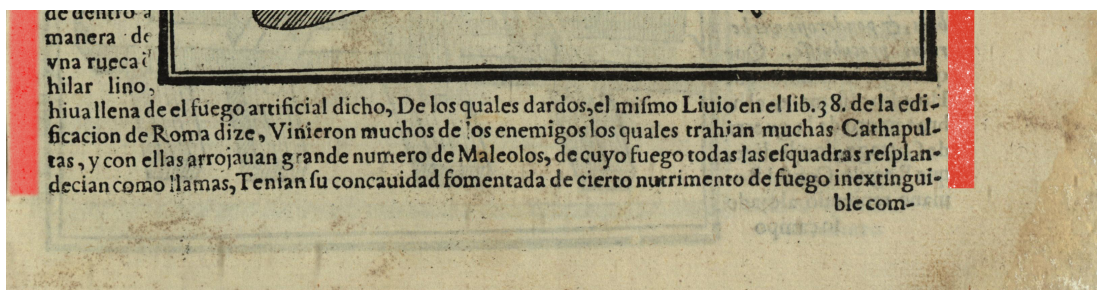 de dentro a
manera de
vna rueca d
hilar lino,
hiua llena de el fuego artificial dicho, De los quales dardos, el miſmo Liuio en el lib. 38. de la edi-
ficacion de Roma dize, Vinieron muchos de los enemigos los quales trahian muchas Cathapul-
tas, y con ellas arrojauan grande numero de Maleolos, de cuyo fuego todas las eſquadras reſplan-
decian como llamas, Tenian ſu concauidad fomentada de cierto nutrimento de fuego inextingui-
ble com-